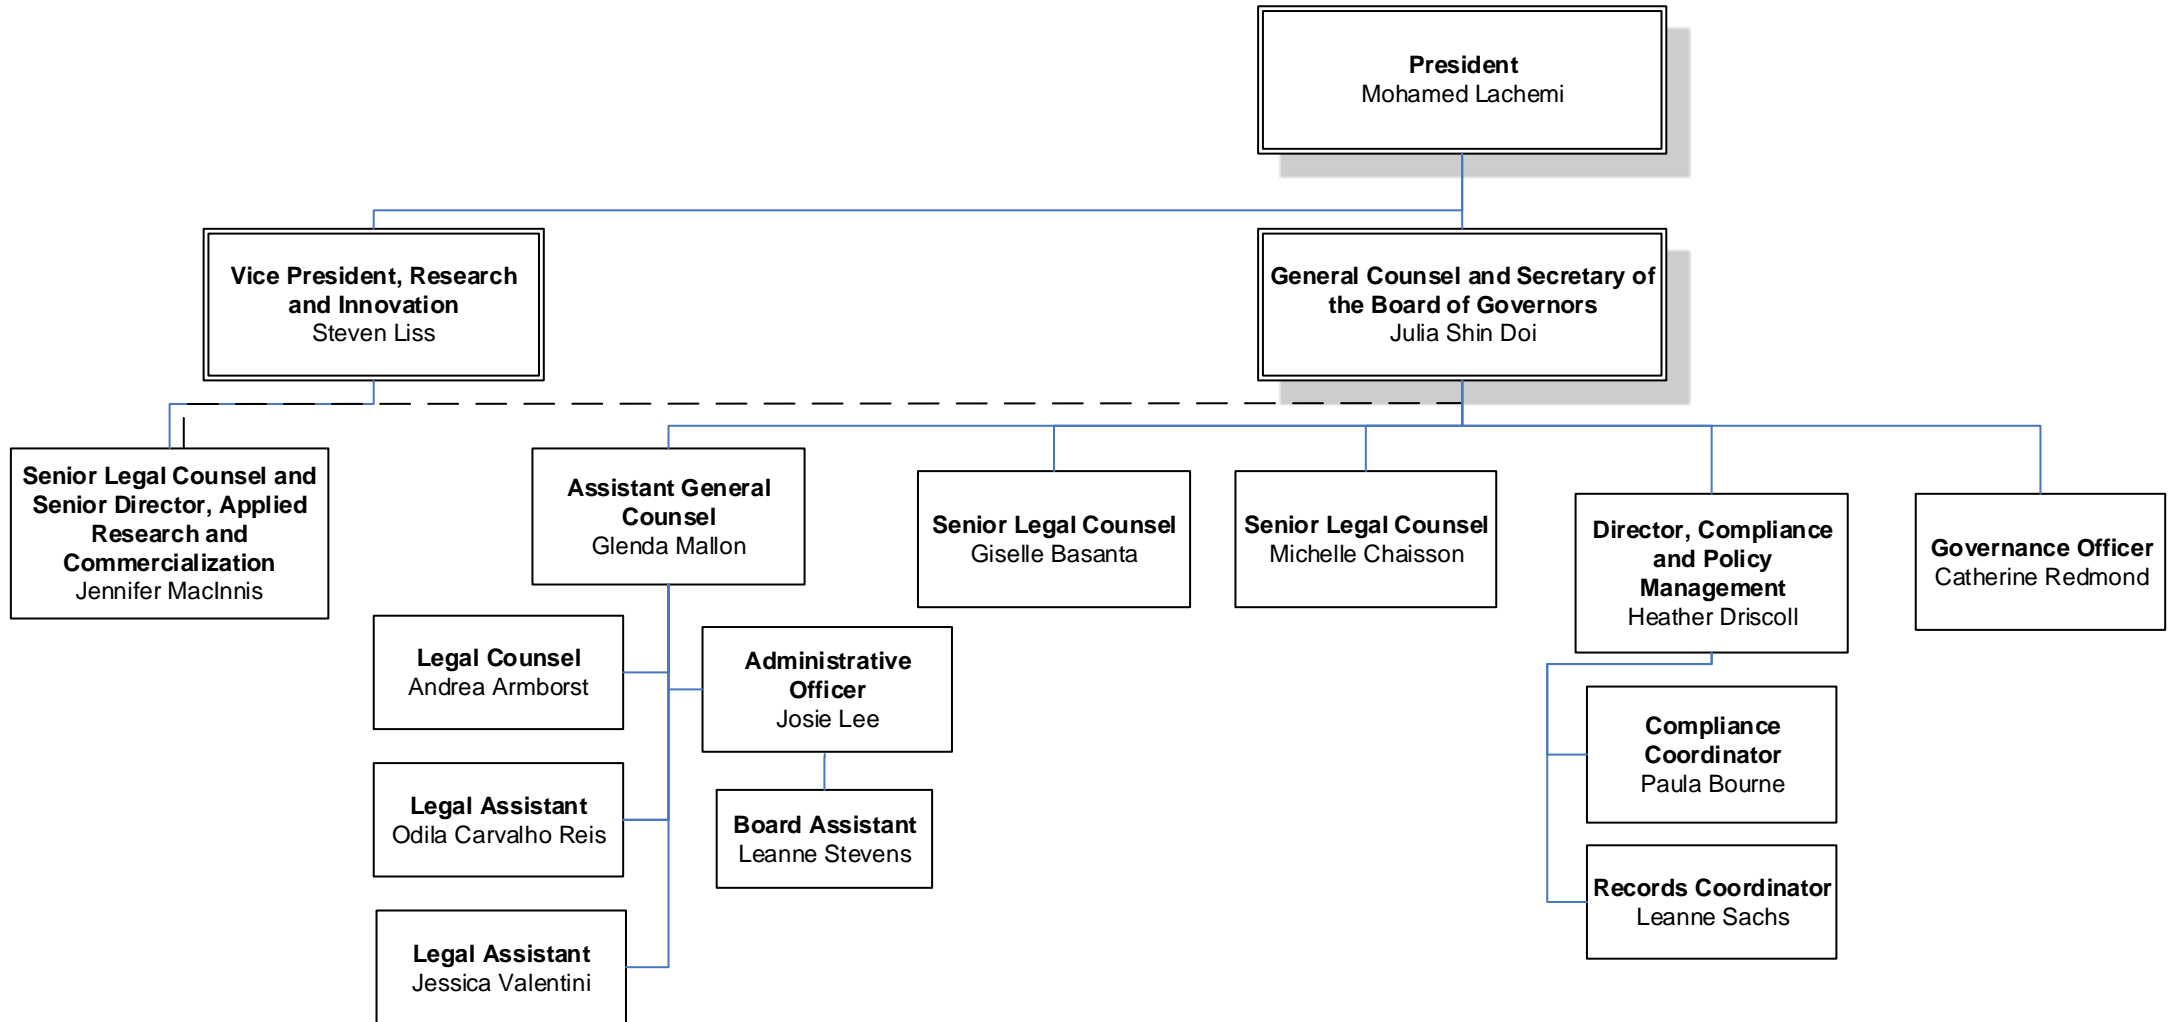 President
Mohamed Lachemi
Vice President, Research
and Innovation
Steven Liss
General Counsel and Secretary of
the Board of Governors
Julia Shin Doi
Senior Legal Counsel and
Senior Director, Applied
Research and
Commercialization
Jennifer MacInnis
Assistant General
Counsel
Glenda Mallon
Senior Legal Counsel
Giselle Basanta
Senior Legal Counsel
Michelle Chaisson
Director, Compliance
and Policy
Management
Heather Driscoll
Governance Officer
Catherine Redmond
Legal Counsel
Andrea Armborst
Administrative
Officer
Josie Lee
Legal Assistant
Odila Carvalho Reis
Board Assistant
Leanne Stevens
Legal Assistant
Jessica Valentini
Compliance
Coordinator
Paula Bourne
Records Coordinator
Leanne Sachs